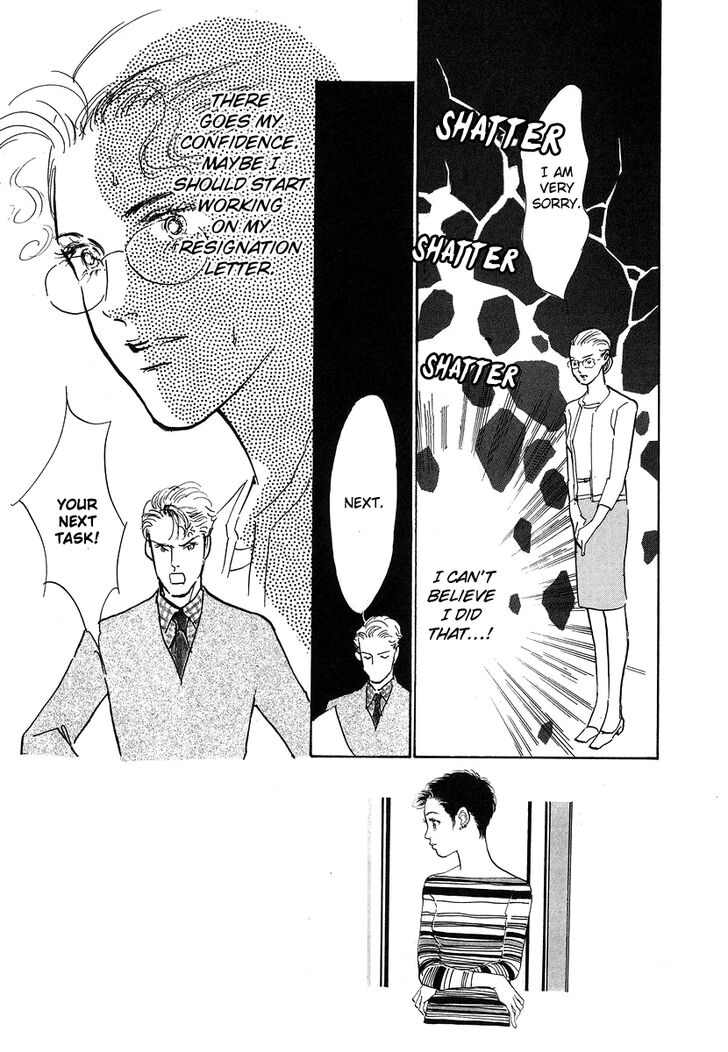 SHATTER
I AM
VERY
SORRY.
SHATTER
SHATTER
I CAN'T
BELIEVE
I DID
THAT...!
NEXT.
THERE
GOES MY
CONFIDENCE.
MAYBE I
SHOULD START
WORKING
ON MY
RESIGNATION
LETTER.
YOUR
NEXT
TASK!